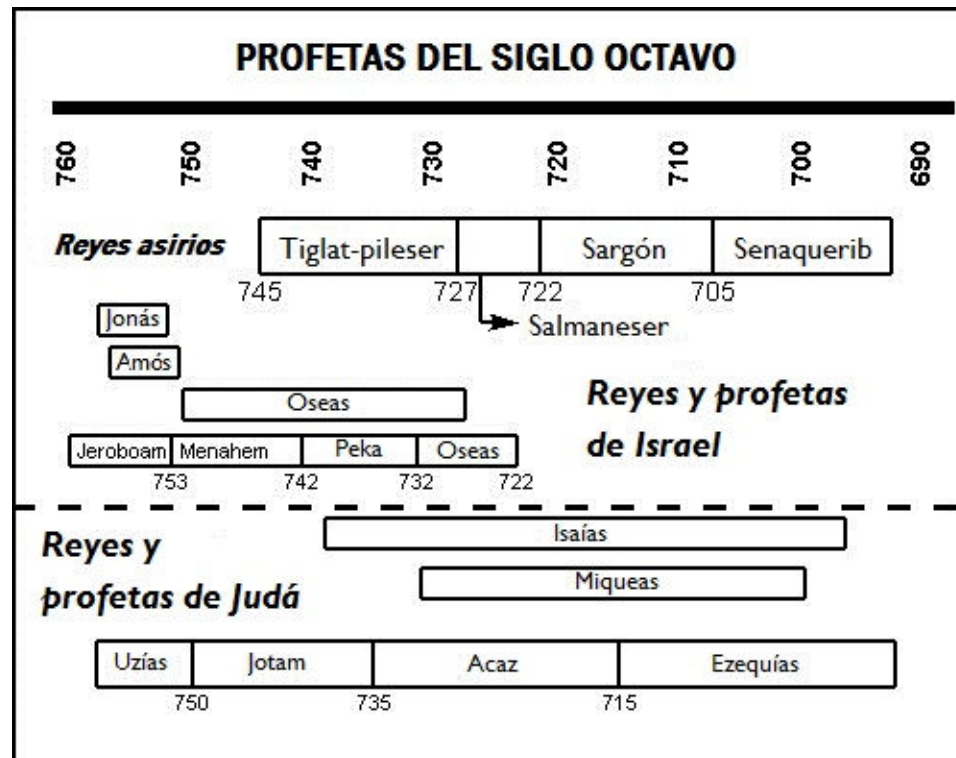 PROFETAS DEL SIGLO OCTAVO
760 750 740 730 720 710 700 690
Reyes asirios
Tiglat-pileser Sargón Senaquerib
745 727 722 705
Salmaneser
Jonás
Amós
Oseas
Reyes y profetas
de Israel
Jeroboam Menahem Peka Oseas
753 742 732 722
Isaías
Reyes y
profetas de Judá
Miqueas
Uzías Jotam Acaz Ezequías
750 735 715